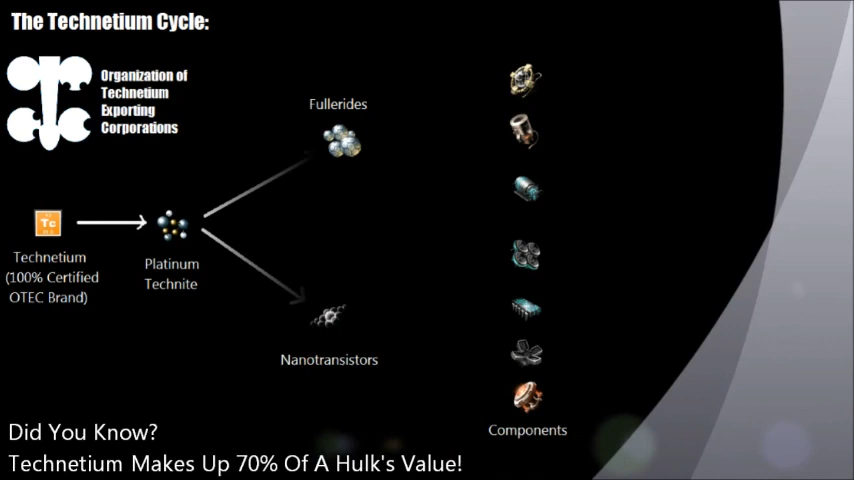 The Technetium Cycle:
Organization of
Technetium
Exporting
Corporations
Fullerides
Tc
Technetium
(100% Certified
OTEC Brand)
Platinum
Technite
Nanotransistors
Components
Did You Know?
Technetium Makes Up 70% Of A Hulk's Value!